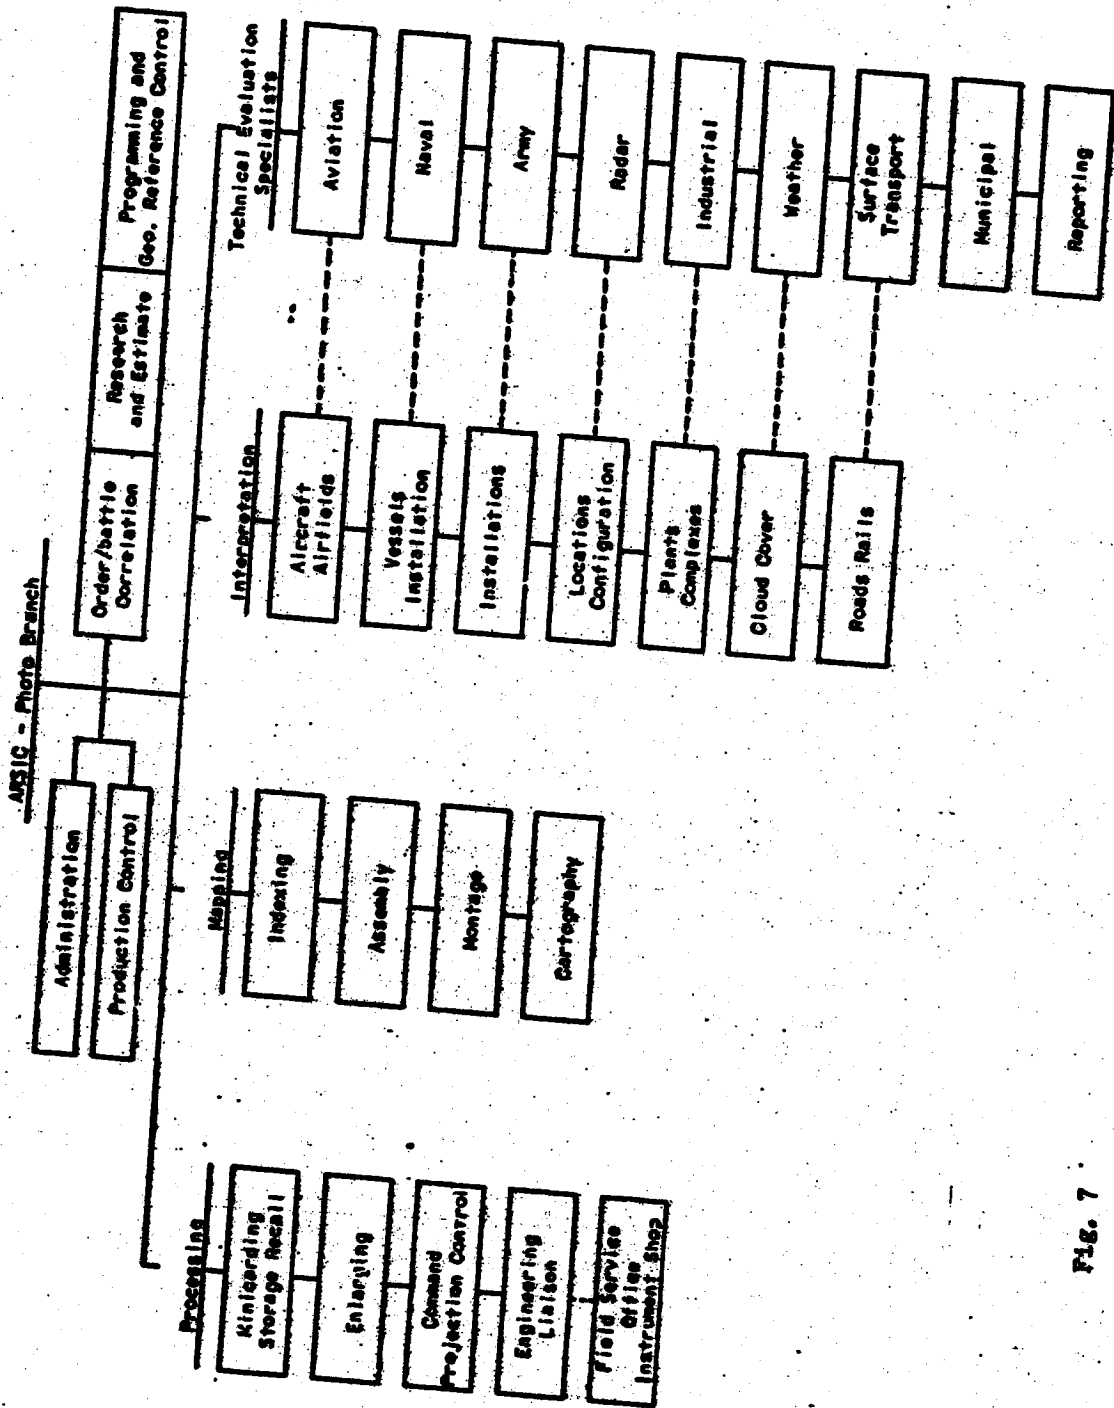 ARSIC - Photo Branch
Administration
Production Control
Order/battle
Correlation
Research
and Estimate
Programming and
Geo. Reference Control
Processing
Minicarding
Storage Recall
Enlarging
Command
Projection Control
Engineering
Liaison
Field Service
Office
Instrument Shop
Mapping
Indexing
Assembly
Montage
Cartography
Interpretation
Aircraft
Airfields
Vessels
Installation
Installations
Locations
Configuration
Plants
Complexes
Cloud Cover
Roads Rails
Technical Evaluation
Specialists
Aviation
Naval
Army
Radar
Industrial
Weather
Surface
Transport
Municipal
Reporting
Fig. 7